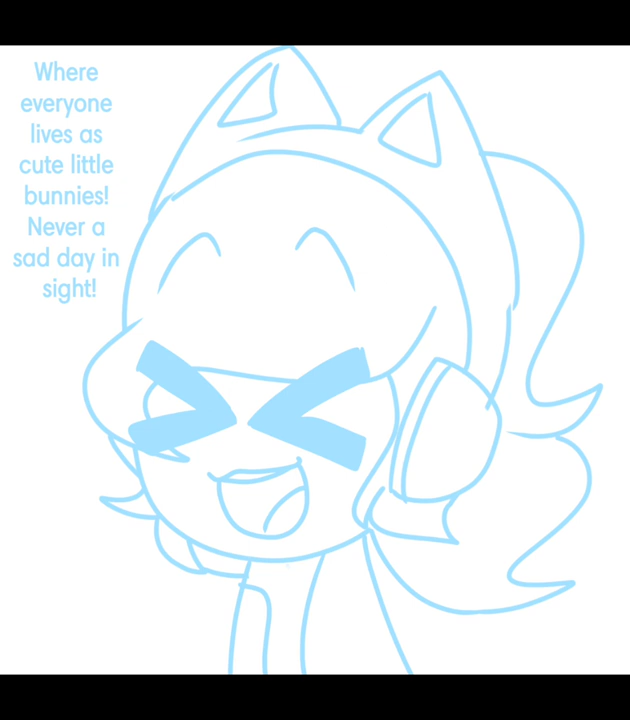 Where
everyone
lives as
cute little
bunnies!
Never a
sad day in
sight!